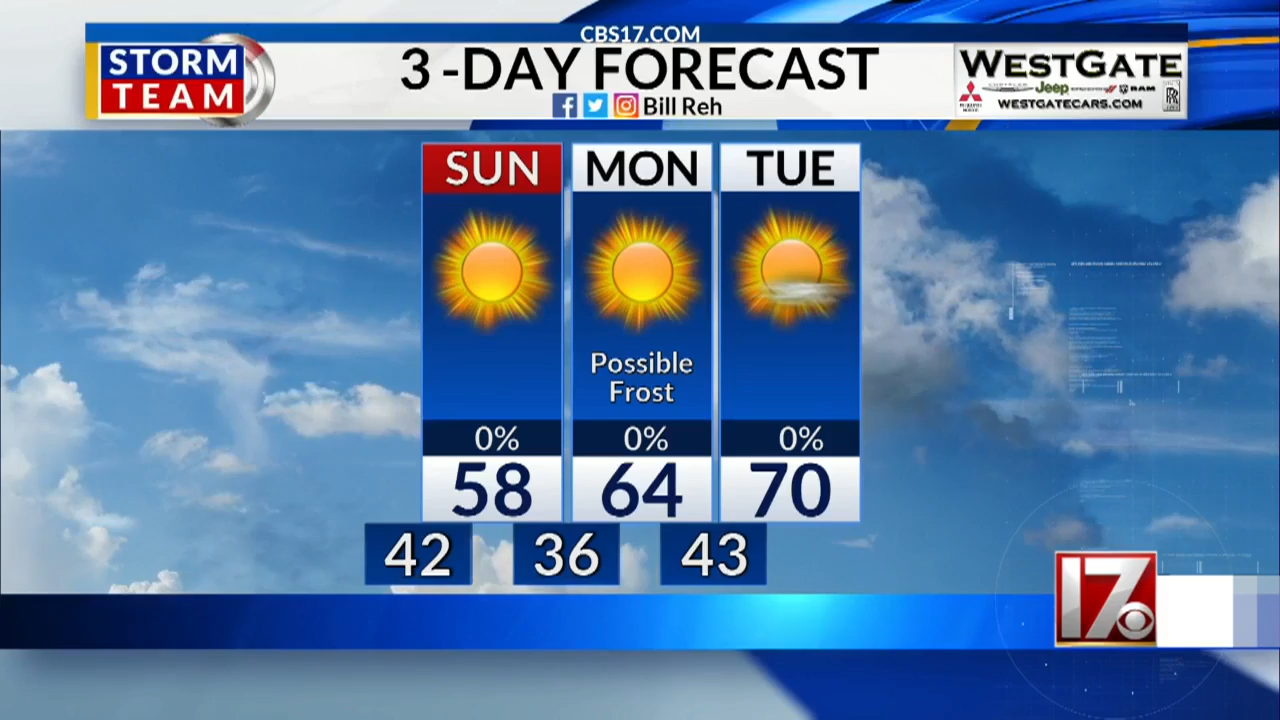 CBS17.COM
STORM
TEAM
3-DAY FORECAST
Bill Reh
WESTGATE
Jeep
RAM
WESTGATECARS.COM
SUN
MON
TUE
Possible
Frost
0%
0%
0%
58
64
70
42
36
43
17